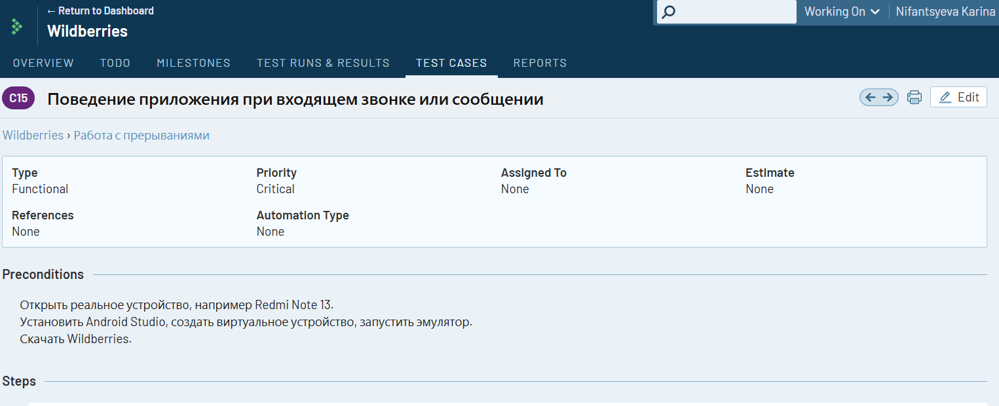 ← Return to Dashboard
Wildberries
Working On
Nifantsyeva Karina
OVERVIEW TODO MILESTONES TEST RUNS & RESULTS TEST CASES REPORTS
C15 Поведение приложения при входящем звонке или сообщении
Edit
Wildberries › Работа с прерываниями
Type Priority Assigned To Estimate
Functional Critical None None
References Automation Type
None None
Preconditions
Открыть реальное устройство, например Redmi Note 13.
Установить Android Studio, создать виртуальное устройство, запустить эмулятор.
Скачать Wildberries.
Steps